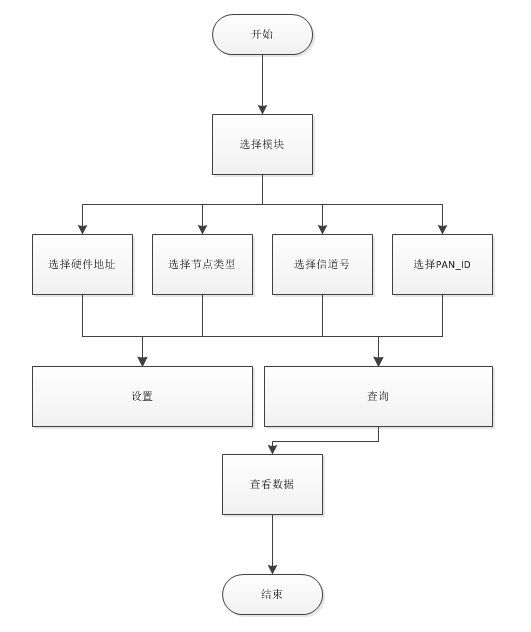 开始
选择模块
选择硬件地址
选择节点类型
选择信道号
选择PAN_ID
设置
查询
查看数据
结束